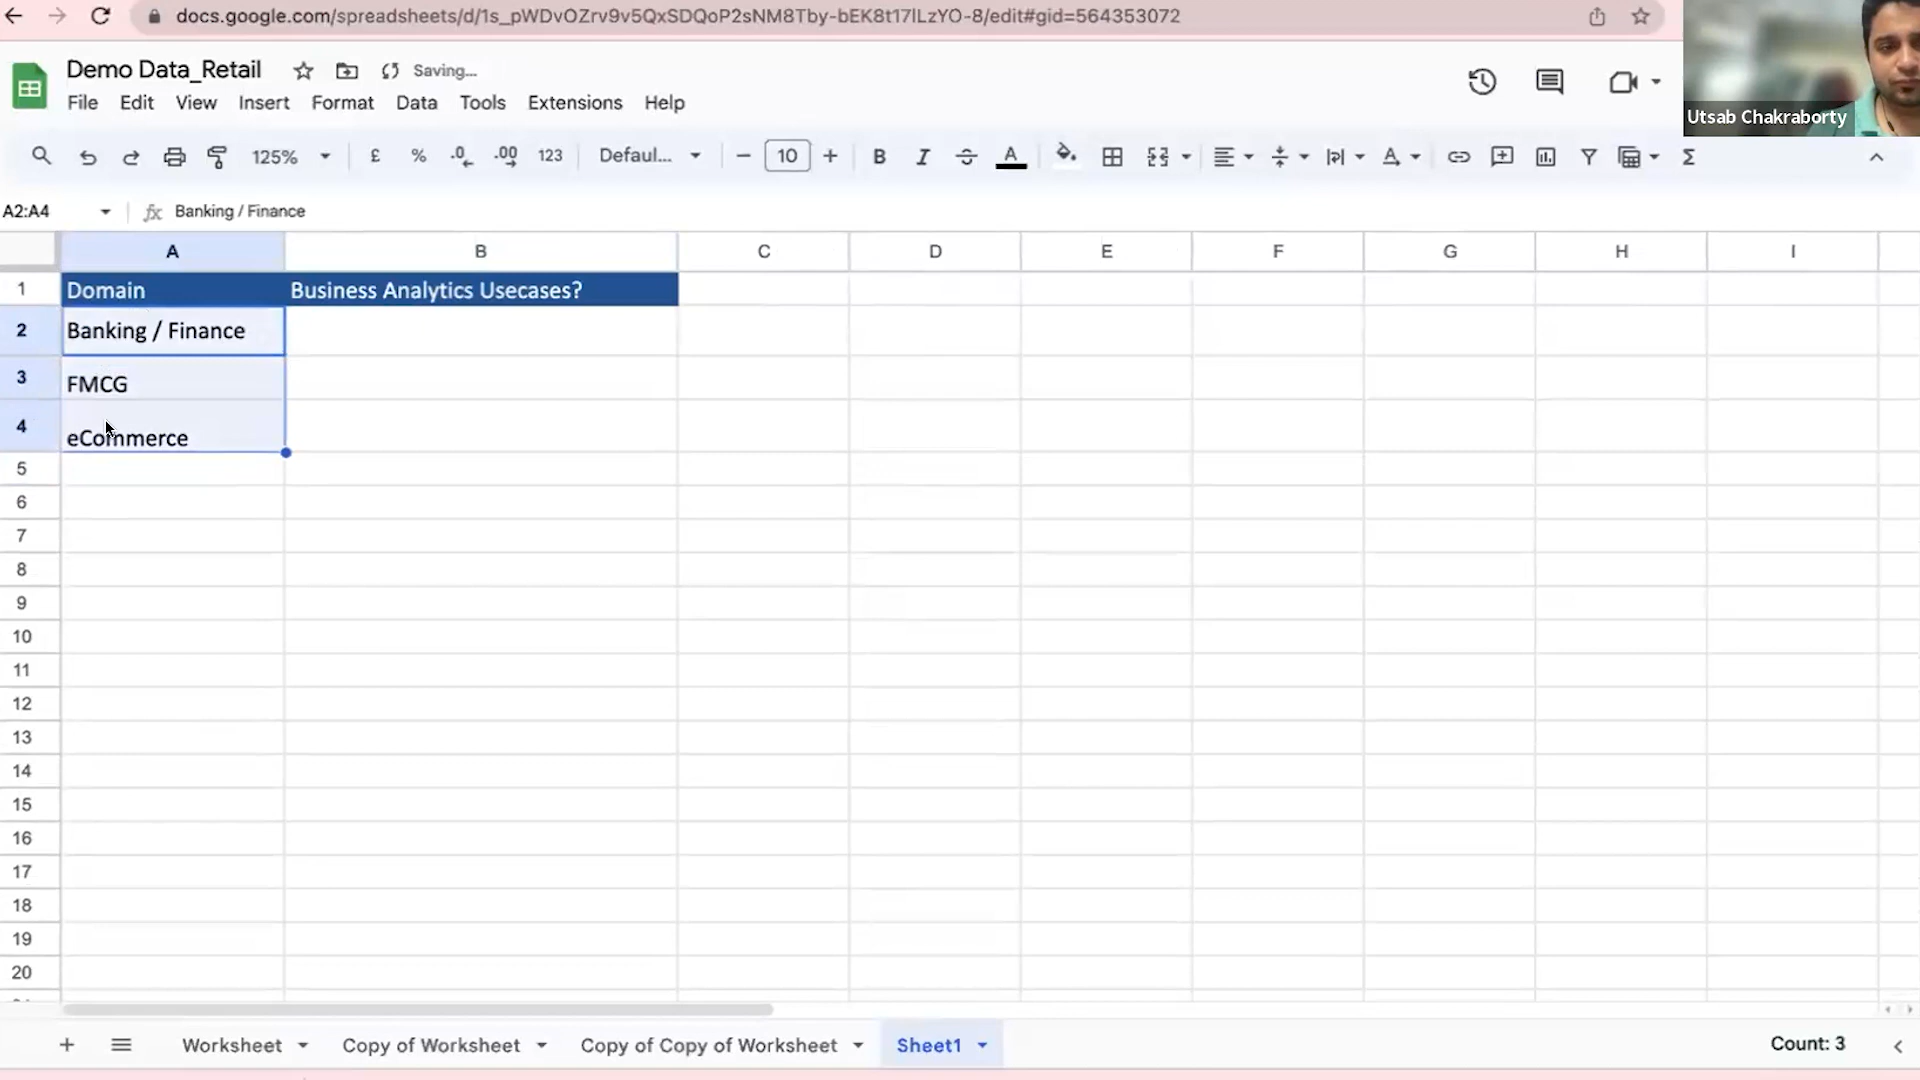 docs.google.com/spreadsheets/d/1s_pWDvOZrv9v5QxSDQoP2sNM8Tby-bEK8t17lLzYO-8/edit#gid=564353072
Demo Data_Retail Saving...
File Edit View Insert Format Data Tools Extensions Help
Utsab Chakraborty
125% £ % .0 .00 123 Defaul... 10 B I A
A2:A4 fx Banking / Finance
A B C D E F G H I
1 Domain Business Analytics Usecases?
2 Banking / Finance
3 FMCG
4 eCommerce
5
6
7
8
9
10
11
12
13
14
15
16
17
18
19
20
Worksheet Copy of Worksheet Copy of Copy of Worksheet Sheet1 Count: 3